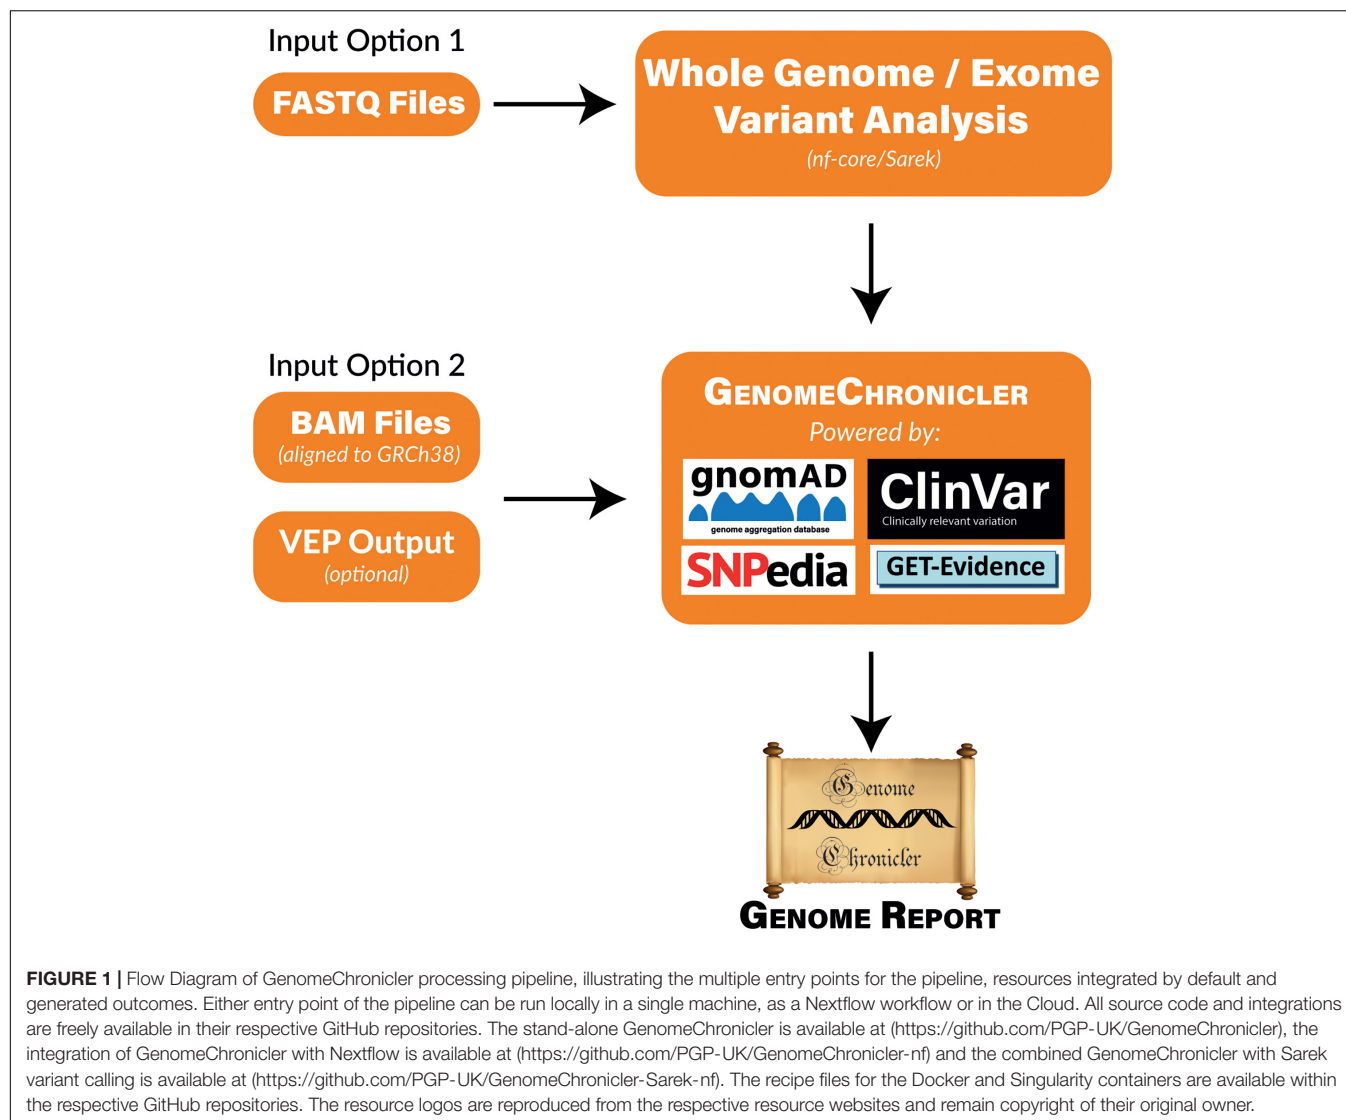 Input Option 1
FASTQ Files
Whole Genome / Exome
Variant Analysis
(nf-core/Sarek)
Input Option 2
BAM Files
(aligned to GRCh38)
VEP Output
(optional)
GENOMECHRONICLER
Powered by:
gnomAD
genome aggregation database
ClinVar
Clinically relevant variation
SNPedia
GET-Evidence
Genome
Chronicler
GENOME REPORT
FIGURE 1 | Flow Diagram of GenomeChronicler processing pipeline, illustrating the multiple entry points for the pipeline, resources integrated by default and
generated outcomes. Either entry point of the pipeline can be run locally in a single machine, as a Nextflow workflow or in the Cloud. All source code and integrations
are freely available in their respective GitHub repositories. The stand-alone GenomeChronicler is available at (https://github.com/PGP-UK/GenomeChronicler), the
integration of GenomeChronicler with Nextflow is available at (https://github.com/PGP-UK/GenomeChronicler-nf) and the combined GenomeChronicler with Sarek
variant calling is available at (https://github.com/PGP-UK/GenomeChronicler-Sarek-nf). The recipe files for the Docker and Singularity containers are available within
the respective GitHub repositories. The resource logos are reproduced from the respective resource websites and remain copyright of their original owner.